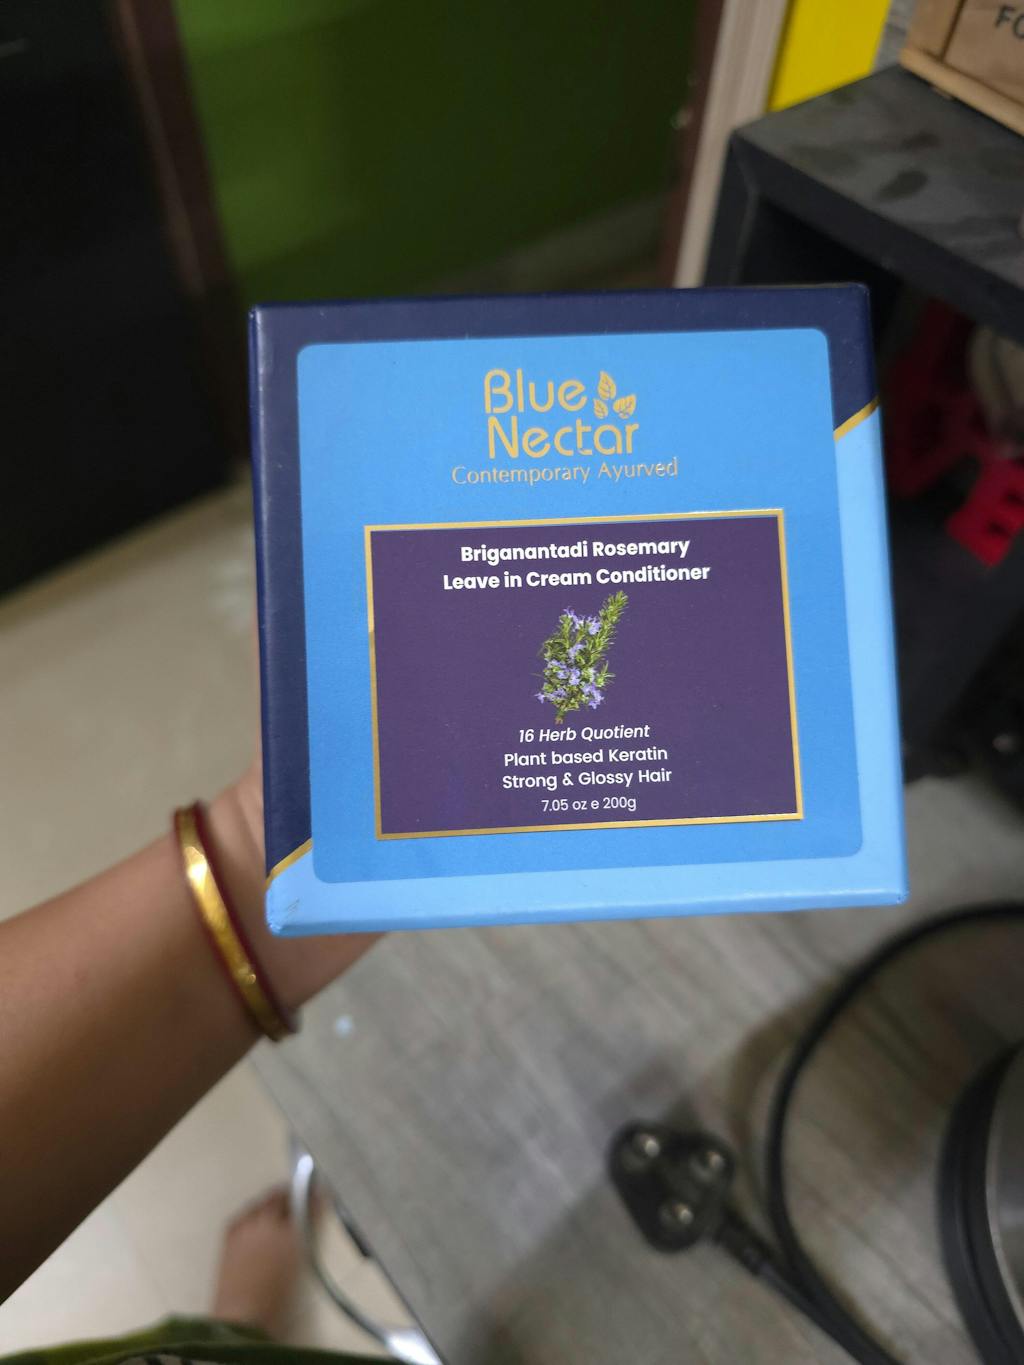 FO
Blue
Nectar
Contemporary Ayurved
Briganantadi Rosemary
Leave in Cream Conditioner
16 Herb Quotient
Plant based Keratin
Strong & Glossy Hair
7.05 oz e 200g